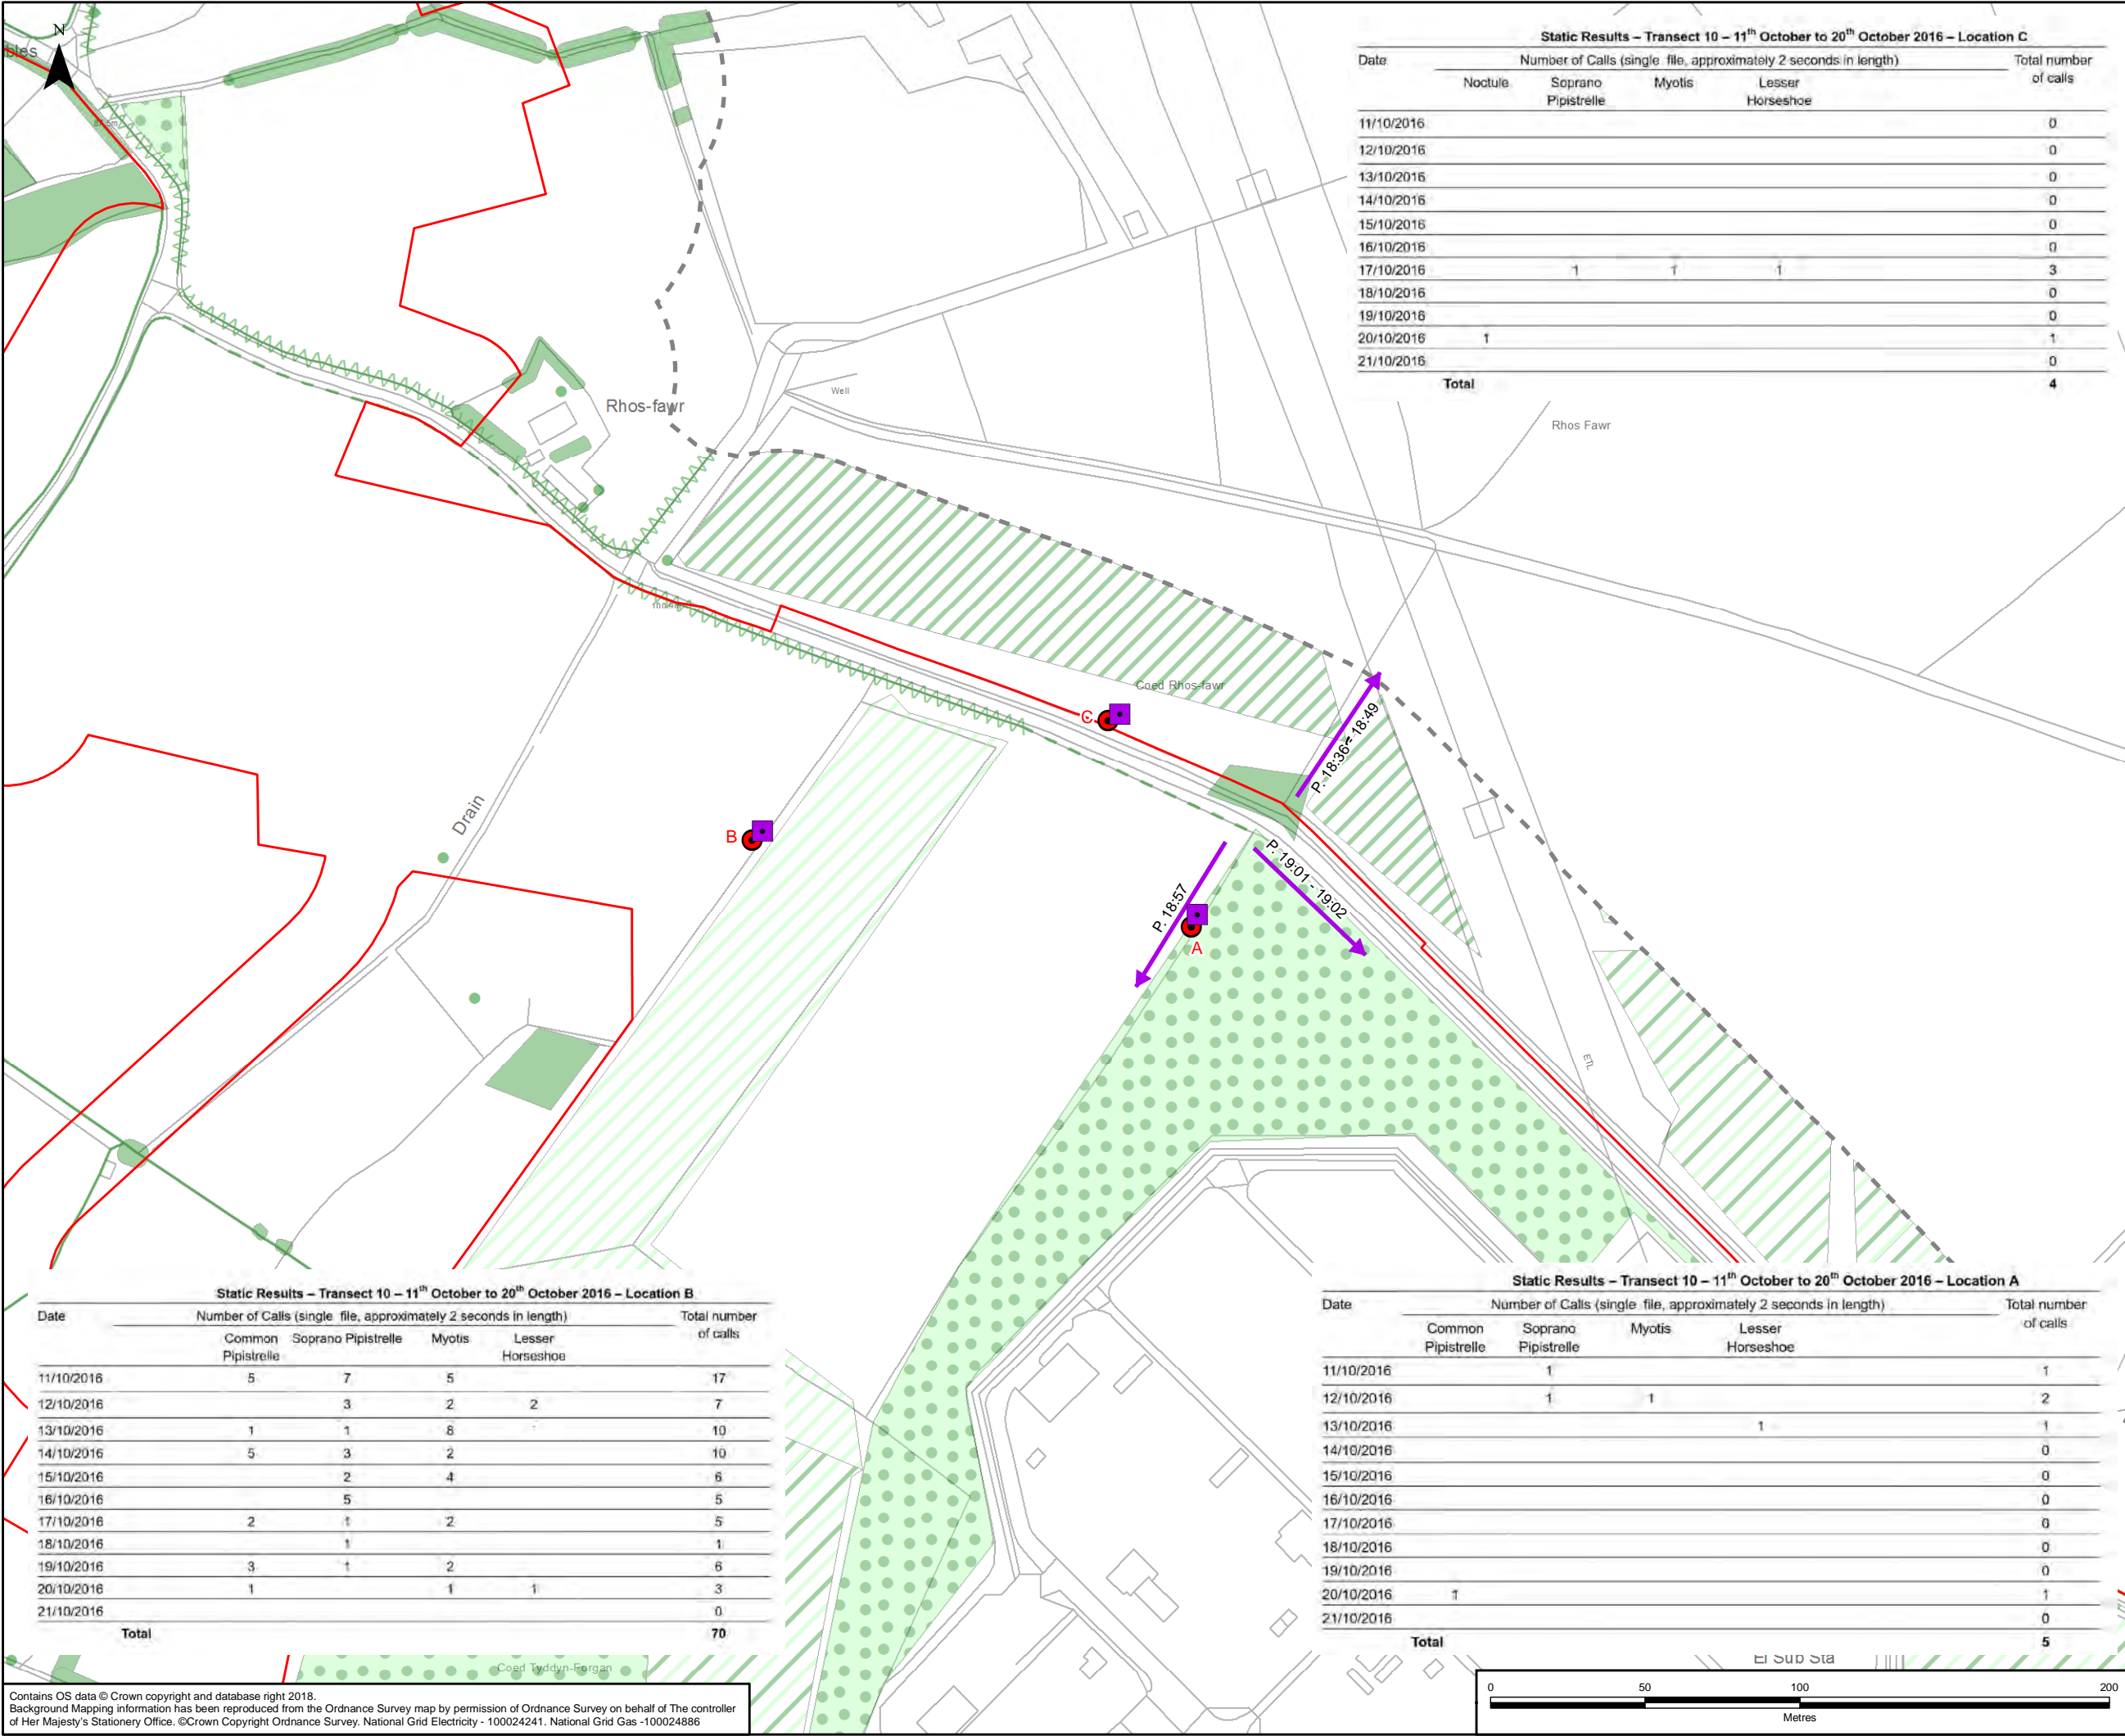 N
Static Results – Transect 10 – 11th October to 20th October 2016 – Location C
Date Number of Calls (single file, approximately 2 seconds in length) Total number of calls
Noctule Soprano Pipistrelle Myotis Lesser Horseshoe
11/10/2016 0
12/10/2016 0
13/10/2016 0
14/10/2016 0
15/10/2016 0
16/10/2016 0
17/10/2016 1 1 1 3
18/10/2016 0
19/10/2016 0
20/10/2016 1 1
21/10/2016 0
Total 4
Rhos-fawr
Well
Rhos Fawr
Coed Rhos-fawr
C
P. 18:36 - 18:49
Drain
B
P. 19:01 - 19:02
P. 18:57
A
ETL
Static Results – Transect 10 – 11th October to 20th October 2016 – Location B
Date Number of Calls (single file, approximately 2 seconds in length) Total number of calls
Common Pipistrelle Soprano Pipistrelle Myotis Lesser Horseshoe
11/10/2016 5 7 5 17
12/10/2016 3 2 2 7
13/10/2016 1 1 8 10
14/10/2016 5 3 2 10
15/10/2016 2 4 6
16/10/2016 5 5
17/10/2016 2 1 2 5
18/10/2016 1 1
19/10/2016 3 1 2 6
20/10/2016 1 1 1 3
21/10/2016 0
Total 70
Static Results – Transect 10 – 11th October to 20th October 2016 – Location A
Date Number of Calls (single file, approximately 2 seconds in length) Total number of calls
Common Pipistrelle Soprano Pipistrelle Myotis Lesser Horseshoe
11/10/2016 1 1
12/10/2016 1 1 2
13/10/2016 1 1
14/10/2016 0
15/10/2016 0
16/10/2016 0
17/10/2016 0
18/10/2016 0
19/10/2016 0
20/10/2016 1 1
21/10/2016 0
Total 5
Coed Tyddyn-Forgan
El Sub Sta
Contains OS data © Crown copyright and database right 2018.
Background Mapping information has been reproduced from the Ordnance Survey map by permission of Ordnance Survey on behalf of The controller
of Her Majesty's Stationery Office. ©Crown Copyright Ordnance Survey. National Grid Electricity - 100024241. National Grid Gas -100024886
0 50 100 200
Metres